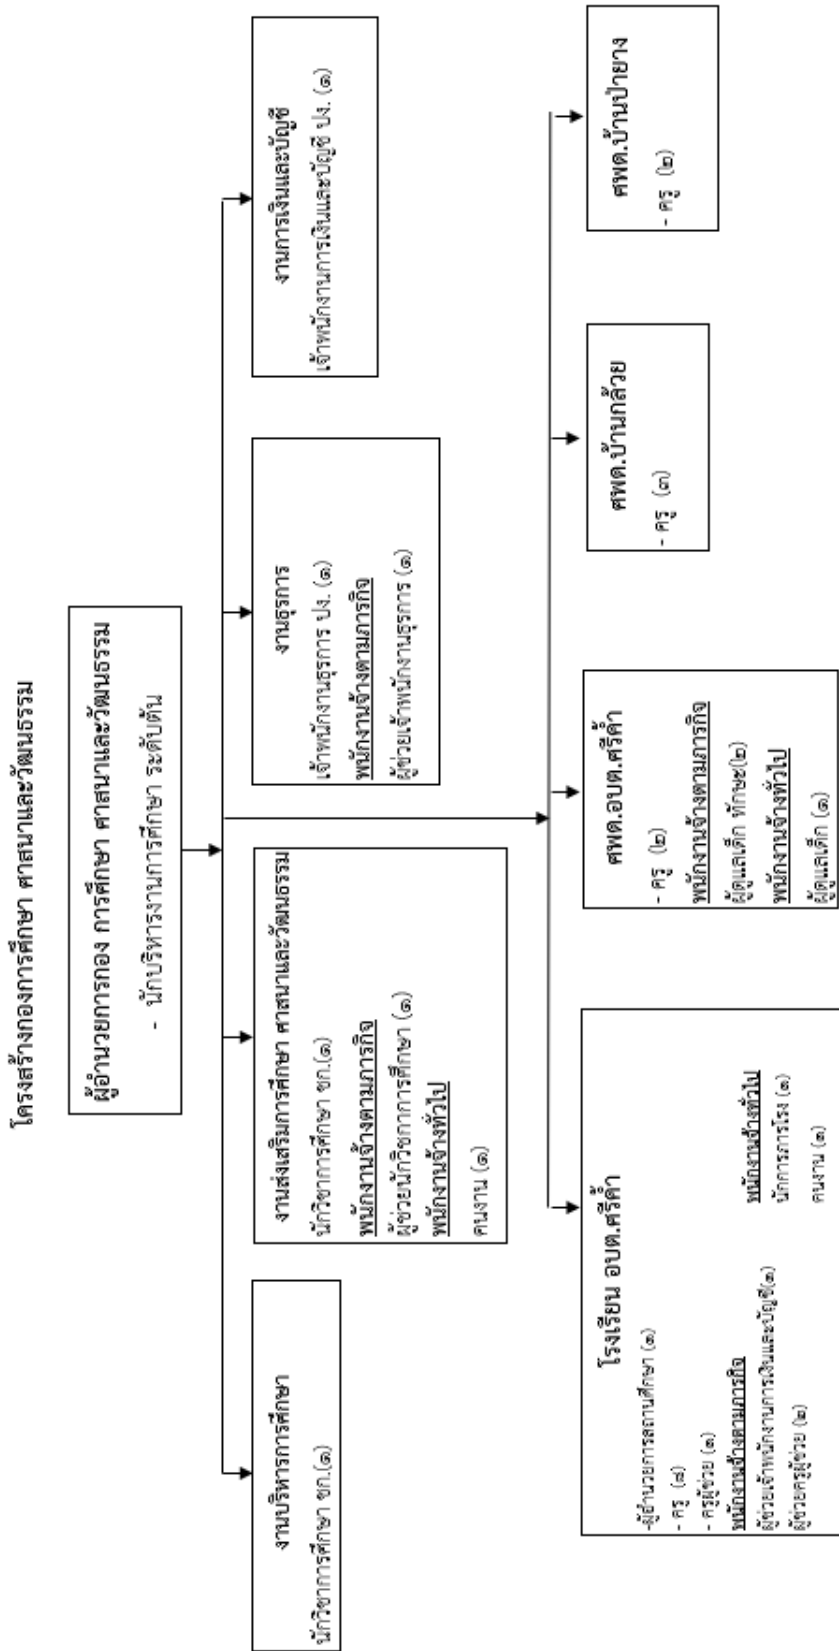 โครงสร้างกองการศึกษา ศาสนาและวัฒนธรรม
ผู้อำนวยการกอง การศึกษา ศาสนาและวัฒนธรรม
- นักบริหารงานการศึกษา ระดับต้น
งานบริหารการศึกษา
นักวิชาการศึกษา ชก.(๑)
งานส่งเสริมการศึกษา ศาสนาและวัฒนธรรม
นักวิชาการศึกษา ชก.(๑)
พนักงานจ้างตามภารกิจ
ผู้ช่วยนักวิชกาการศึกษา (๑)
พนักงานจ้างทั่วไป
คนงาน (๑)
งานธุรการ
เจ้าพนักงานธุรการ ปง. (๑)
พนักงานจ้างตามภารกิจ
ผู้ช่วยเจ้าพนักงานธุรการ (๑)
งานการเงินและบัญชี
เจ้าพนักงานการเงินและบัญชี ปง. (๑)
โรงเรียน อบต.ศรีค้ำ
-ผู้อำนวยการสถานศึกษา (๑)
- ครู (๘)
- ครูผู้ช่วย (๑)
พนักงานจ้างตามภารกิจ
ผู้ช่วยเจ้าพนักงานการเงินและบัญชี(๑)
ผู้ช่วยครูผู้ช่วย (๒)
พนักงานจ้างทั่วไป
นักการภารโรง (๑)
คนงาน (๑)
ศพด.อบต.ศรีค้ำ
- ครู (๒)
พนักงานจ้างตามภารกิจ
ผู้ดูแลเด็ก ทักษะ(๒)
พนักงานจ้างทั่วไป
ผู้ดูแลเด็ก (๑)
ศพด.บ้านกล้วย
- ครู (๓)
ศพด.บ้านป่ายาง
- ครู (๒)